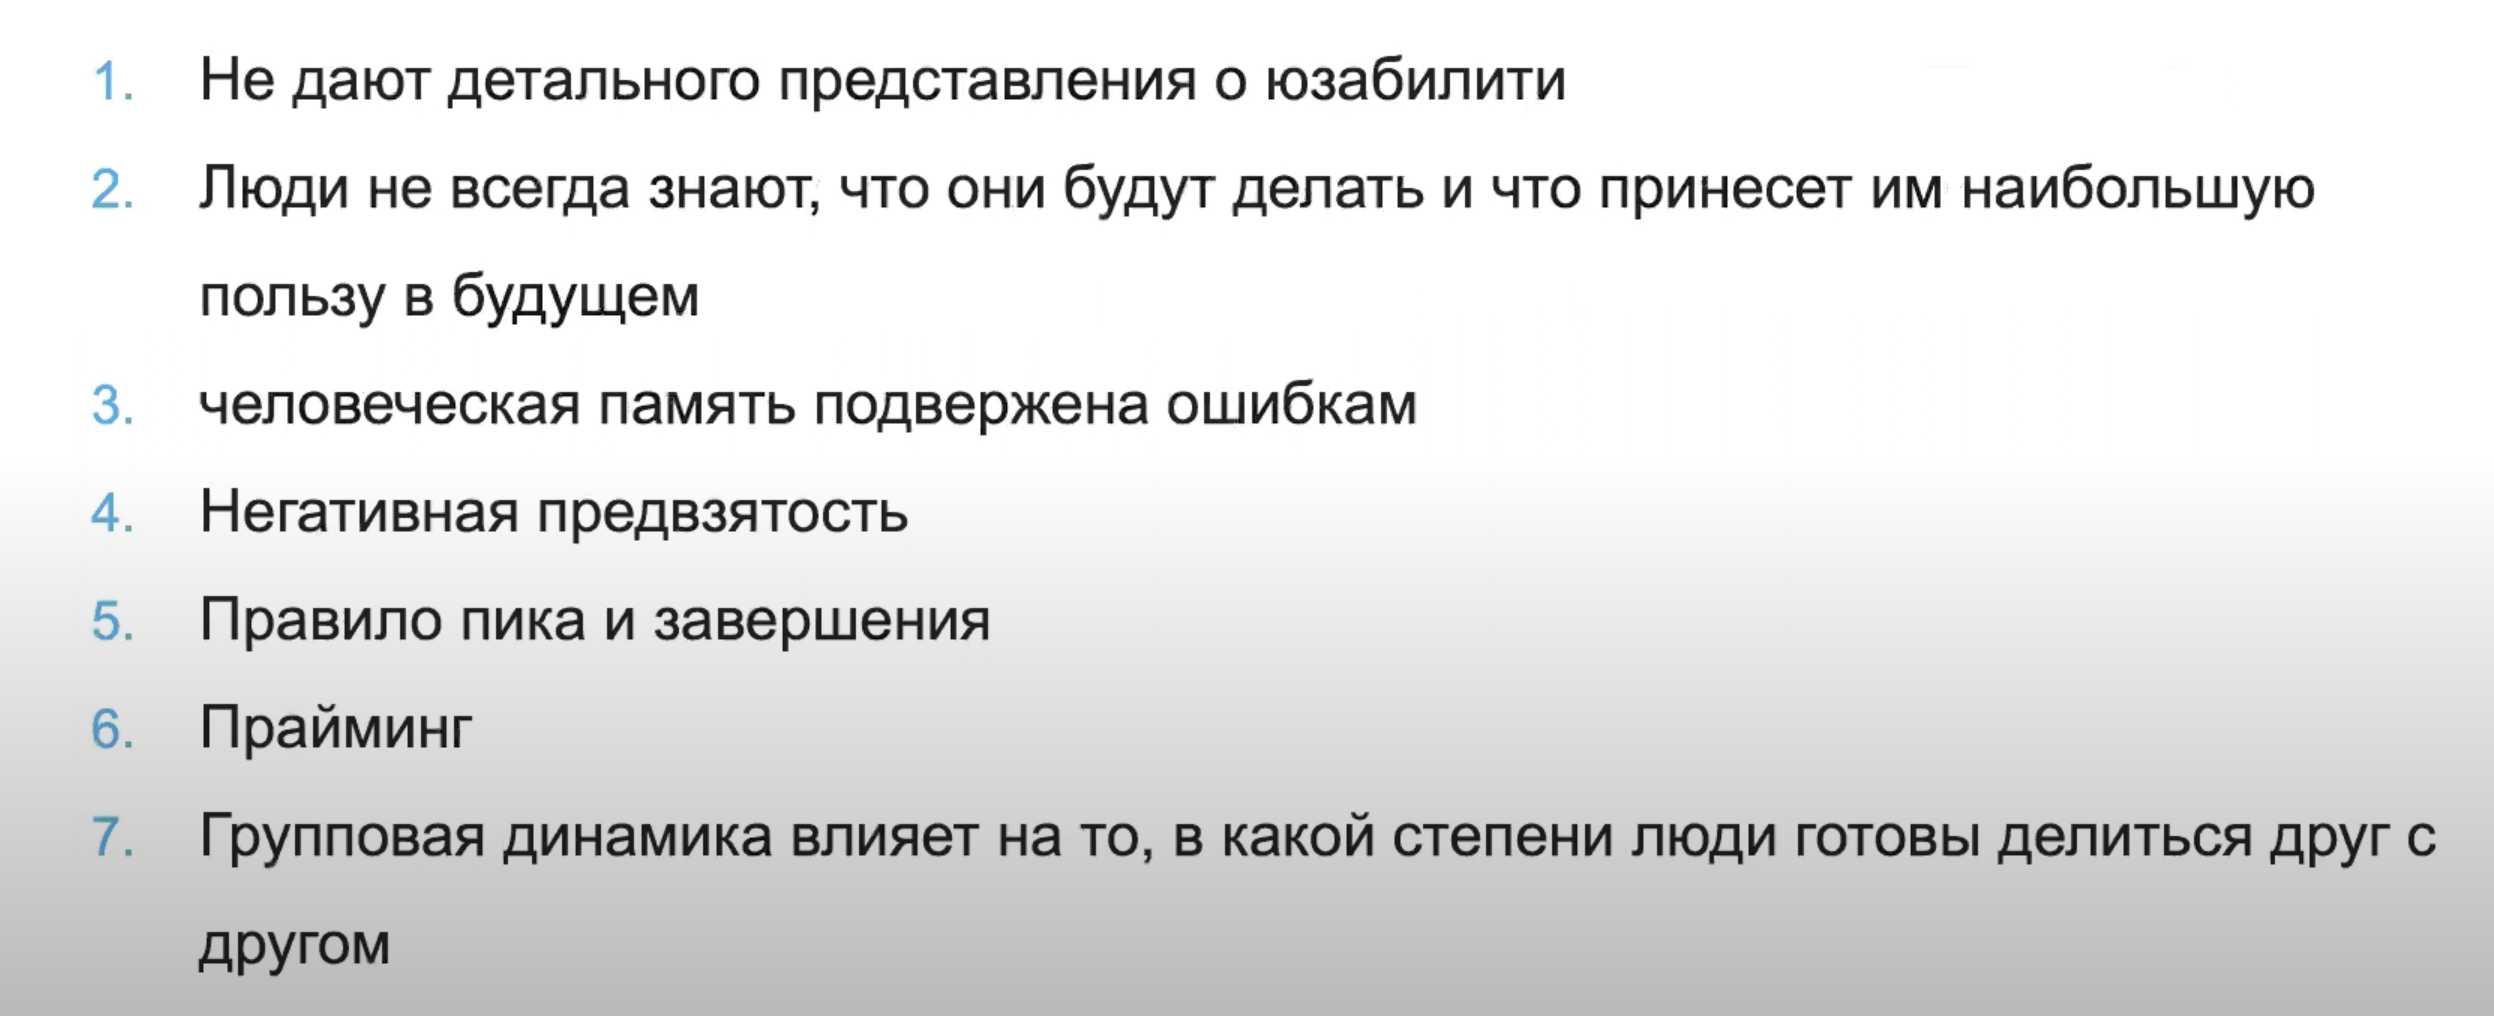 1. Не дают детального представления о юзабилити
2. Люди не всегда знают, что они будут делать и что принесет им наибольшую
пользу в будущем
3. человеческая память подвержена ошибкам
4. Негативная предвзятость
5. Правило пика и завершения
6. Прайминг
7. Групповая динамика влияет на то, в какой степени люди готовы делиться друг с
другом